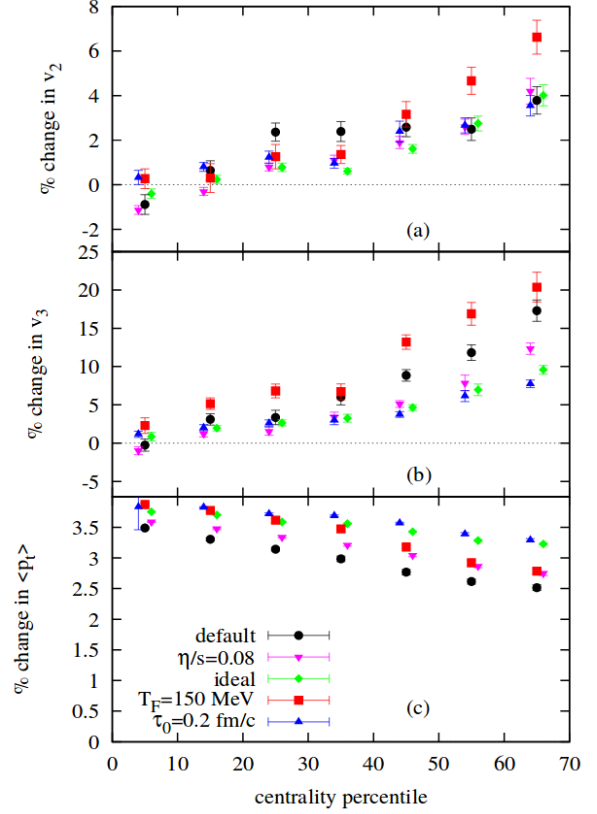 8
6
4
2
0
-2
% change in v2
(a)
25
20
15
10
5
0
-5
% change in v3
(b)
3.5
3
2.5
2
1.5
1
0.5
0
% change in <pt>
default
η/s=0.08
ideal
TF=150 MeV
τ0=0.2 fm/c
(c)
0 10 20 30 40 50 60 70
centrality percentile